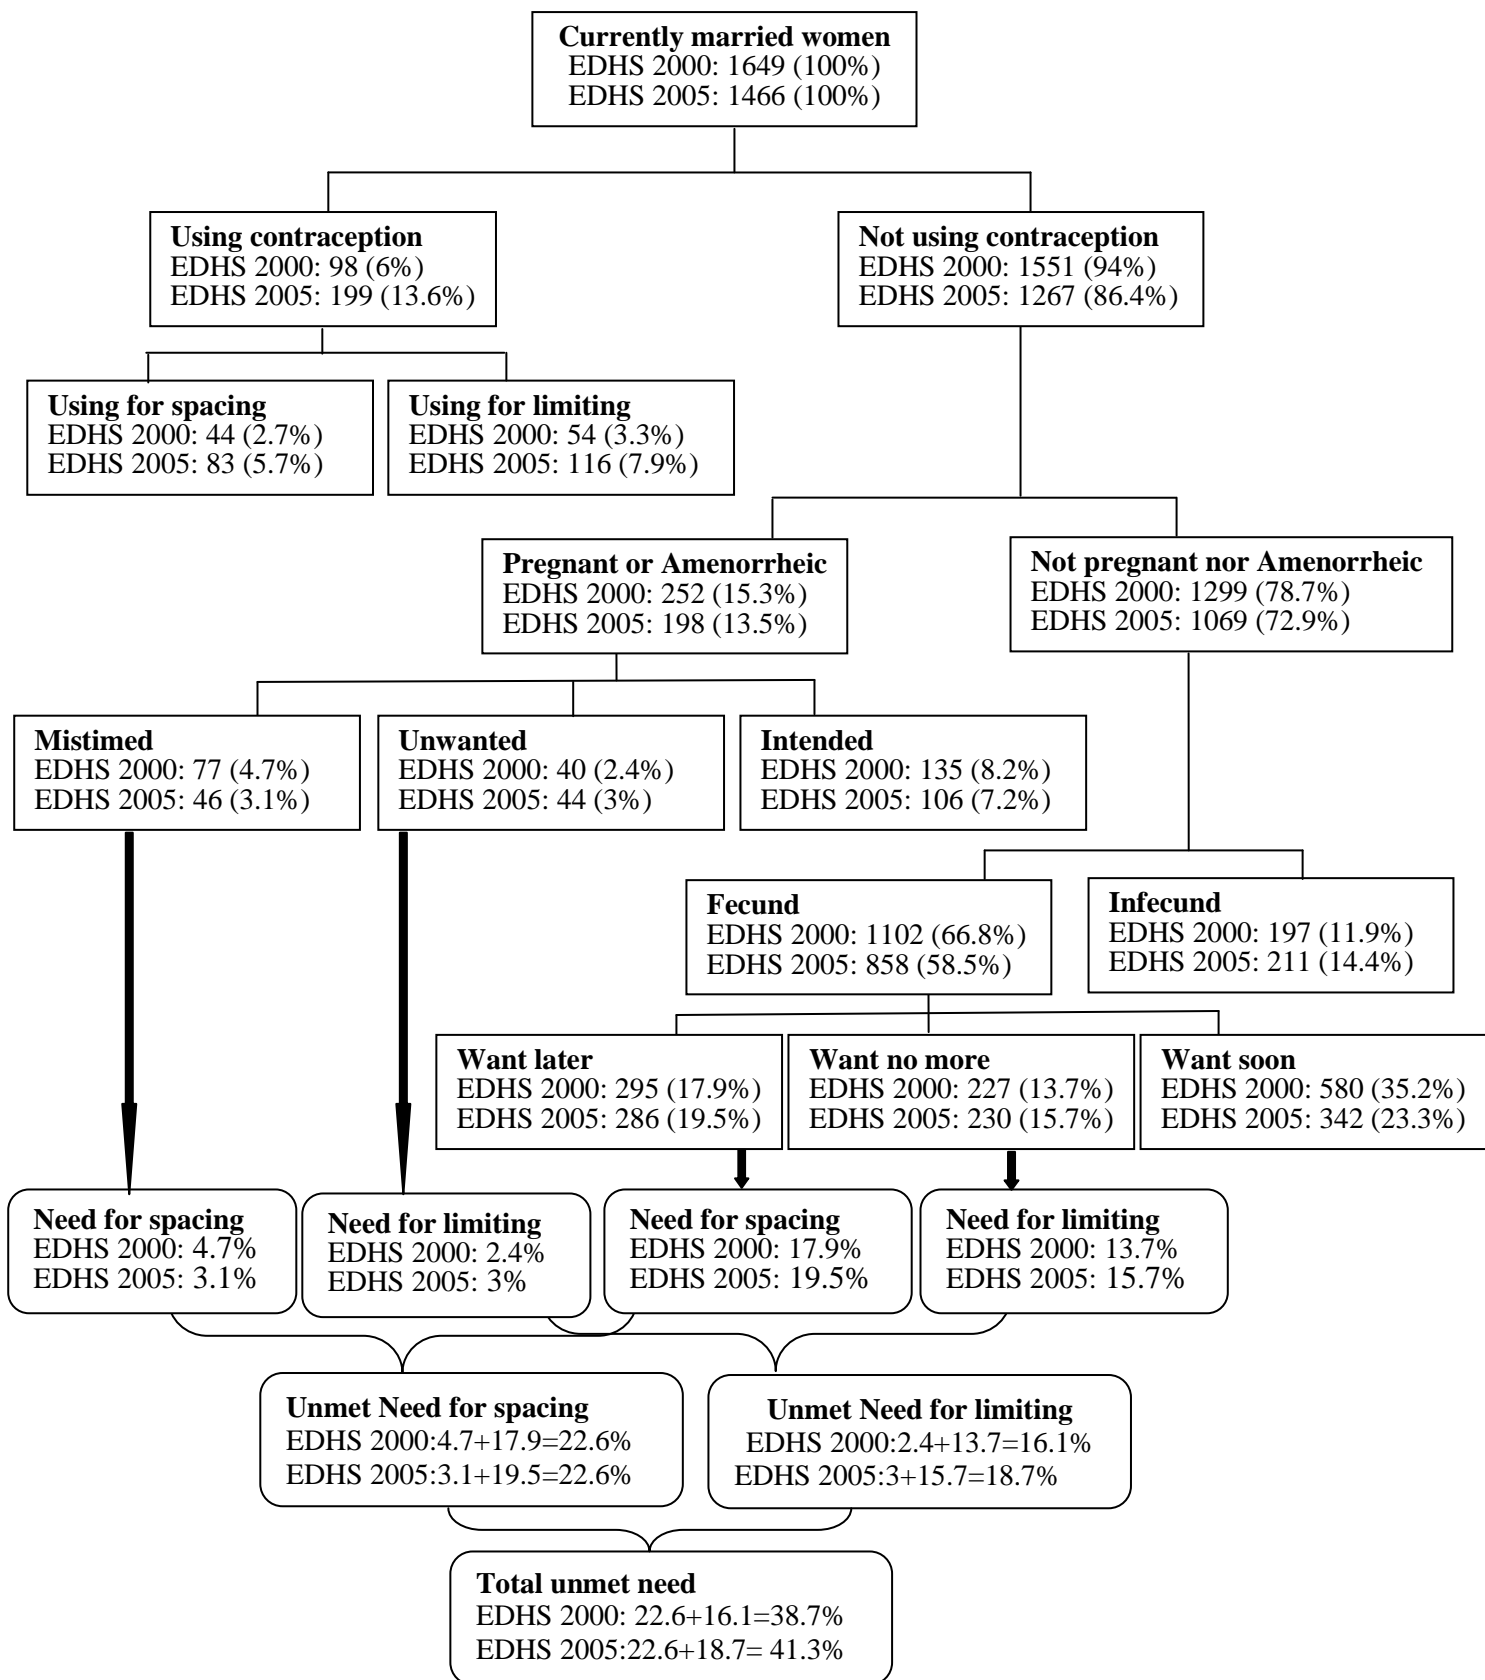 Currently married women
EDHS 2000: 1649 (100%)
EDHS 2005: 1466 (100%)
Using contraception
EDHS 2000: 98 (6%)
EDHS 2005: 199 (13.6%)
Not using contraception
EDHS 2000: 1551 (94%)
EDHS 2005: 1267 (86.4%)
Using for spacing
EDHS 2000: 44 (2.7%)
EDHS 2005: 83 (5.7%)
Using for limiting
EDHS 2000: 54 (3.3%)
EDHS 2005: 116 (7.9%)
Pregnant or Amenorrheic
EDHS 2000: 252 (15.3%)
EDHS 2005: 198 (13.5%)
Not pregnant nor Amenorrheic
EDHS 2000: 1299 (78.7%)
EDHS 2005: 1069 (72.9%)
Mistimed
EDHS 2000: 77 (4.7%)
EDHS 2005: 46 (3.1%)
Unwanted
EDHS 2000: 40 (2.4%)
EDHS 2005: 44 (3%)
Intended
EDHS 2000: 135 (8.2%)
EDHS 2005: 106 (7.2%)
Fecund
EDHS 2000: 1102 (66.8%)
EDHS 2005: 858 (58.5%)
Infecund
EDHS 2000: 197 (11.9%)
EDHS 2005: 211 (14.4%)
Want later
EDHS 2000: 295 (17.9%)
EDHS 2005: 286 (19.5%)
Want no more
EDHS 2000: 227 (13.7%)
EDHS 2005: 230 (15.7%)
Want soon
EDHS 2000: 580 (35.2%)
EDHS 2005: 342 (23.3%)
Need for spacing
EDHS 2000: 4.7%
EDHS 2005: 3.1%
Need for limiting
EDHS 2000: 2.4%
EDHS 2005: 3%
Need for spacing
EDHS 2000: 17.9%
EDHS 2005: 19.5%
Need for limiting
EDHS 2000: 13.7%
EDHS 2005: 15.7%
Unmet Need for spacing
EDHS 2000:4.7+17.9=22.6%
EDHS 2005:3.1+19.5=22.6%
Unmet Need for limiting
EDHS 2000:2.4+13.7=16.1%
EDHS 2005:3+15.7=18.7%
Total unmet need
EDHS 2000: 22.6+16.1=38.7%
EDHS 2005:22.6+18.7= 41.3%